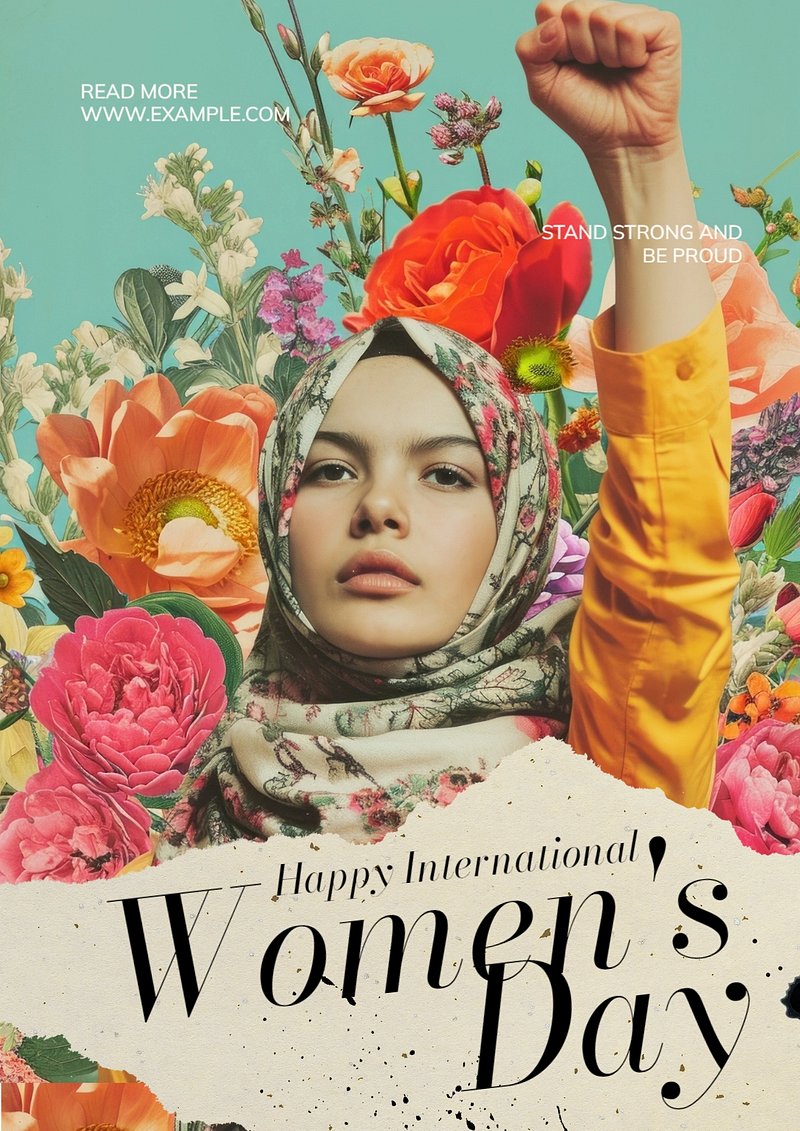 READ MORE
WWW.EXAMPLE.COM
STAND STRONG AND
BE PROUD
Happy International
Women's
Day